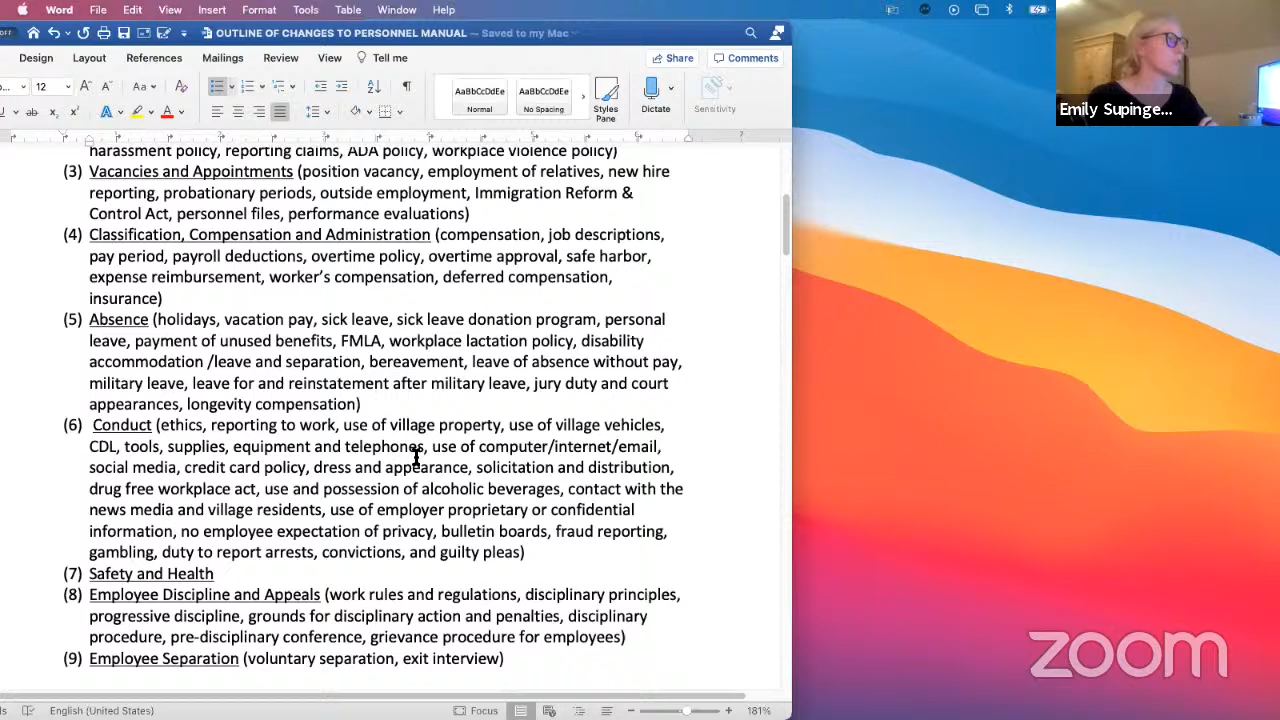 Word File Edit View Insert Format Tools Table Window Help
OFF OUTLINE OF CHANGES TO PERSONNEL MANUAL — Saved to my Mac
Design Layout References Mailings Review View Tell me Share Comments
12 Aa AaBbCcDdEe AaBbCcDdEe
Normal No Spacing Styles Pane Dictate Sensitivity
harassment policy, reporting claims, ADA policy, workplace violence policy)
(3) Vacancies and Appointments (position vacancy, employment of relatives, new hire
reporting, probationary periods, outside employment, Immigration Reform &
Control Act, personnel files, performance evaluations)
(4) Classification, Compensation and Administration (compensation, job descriptions,
pay period, payroll deductions, overtime policy, overtime approval, safe harbor,
expense reimbursement, worker's compensation, deferred compensation,
insurance)
(5) Absence (holidays, vacation pay, sick leave, sick leave donation program, personal
leave, payment of unused benefits, FMLA, workplace lactation policy, disability
accommodation /leave and separation, bereavement, leave of absence without pay,
military leave, leave for and reinstatement after military leave, jury duty and court
appearances, longevity compensation)
(6) Conduct (ethics, reporting to work, use of village property, use of village vehicles,
CDL, tools, supplies, equipment and telephones, use of computer/internet/email,
social media, credit card policy, dress and appearance, solicitation and distribution,
drug free workplace act, use and possession of alcoholic beverages, contact with the
news media and village residents, use of employer proprietary or confidential
information, no employee expectation of privacy, bulletin boards, fraud reporting,
gambling, duty to report arrests, convictions, and guilty pleas)
(7) Safety and Health
(8) Employee Discipline and Appeals (work rules and regulations, disciplinary principles,
progressive discipline, grounds for disciplinary action and penalties, disciplinary
procedure, pre-disciplinary conference, grievance procedure for employees)
(9) Employee Separation (voluntary separation, exit interview)
English (United States) Focus 181%
Emily Supinge...
zoom